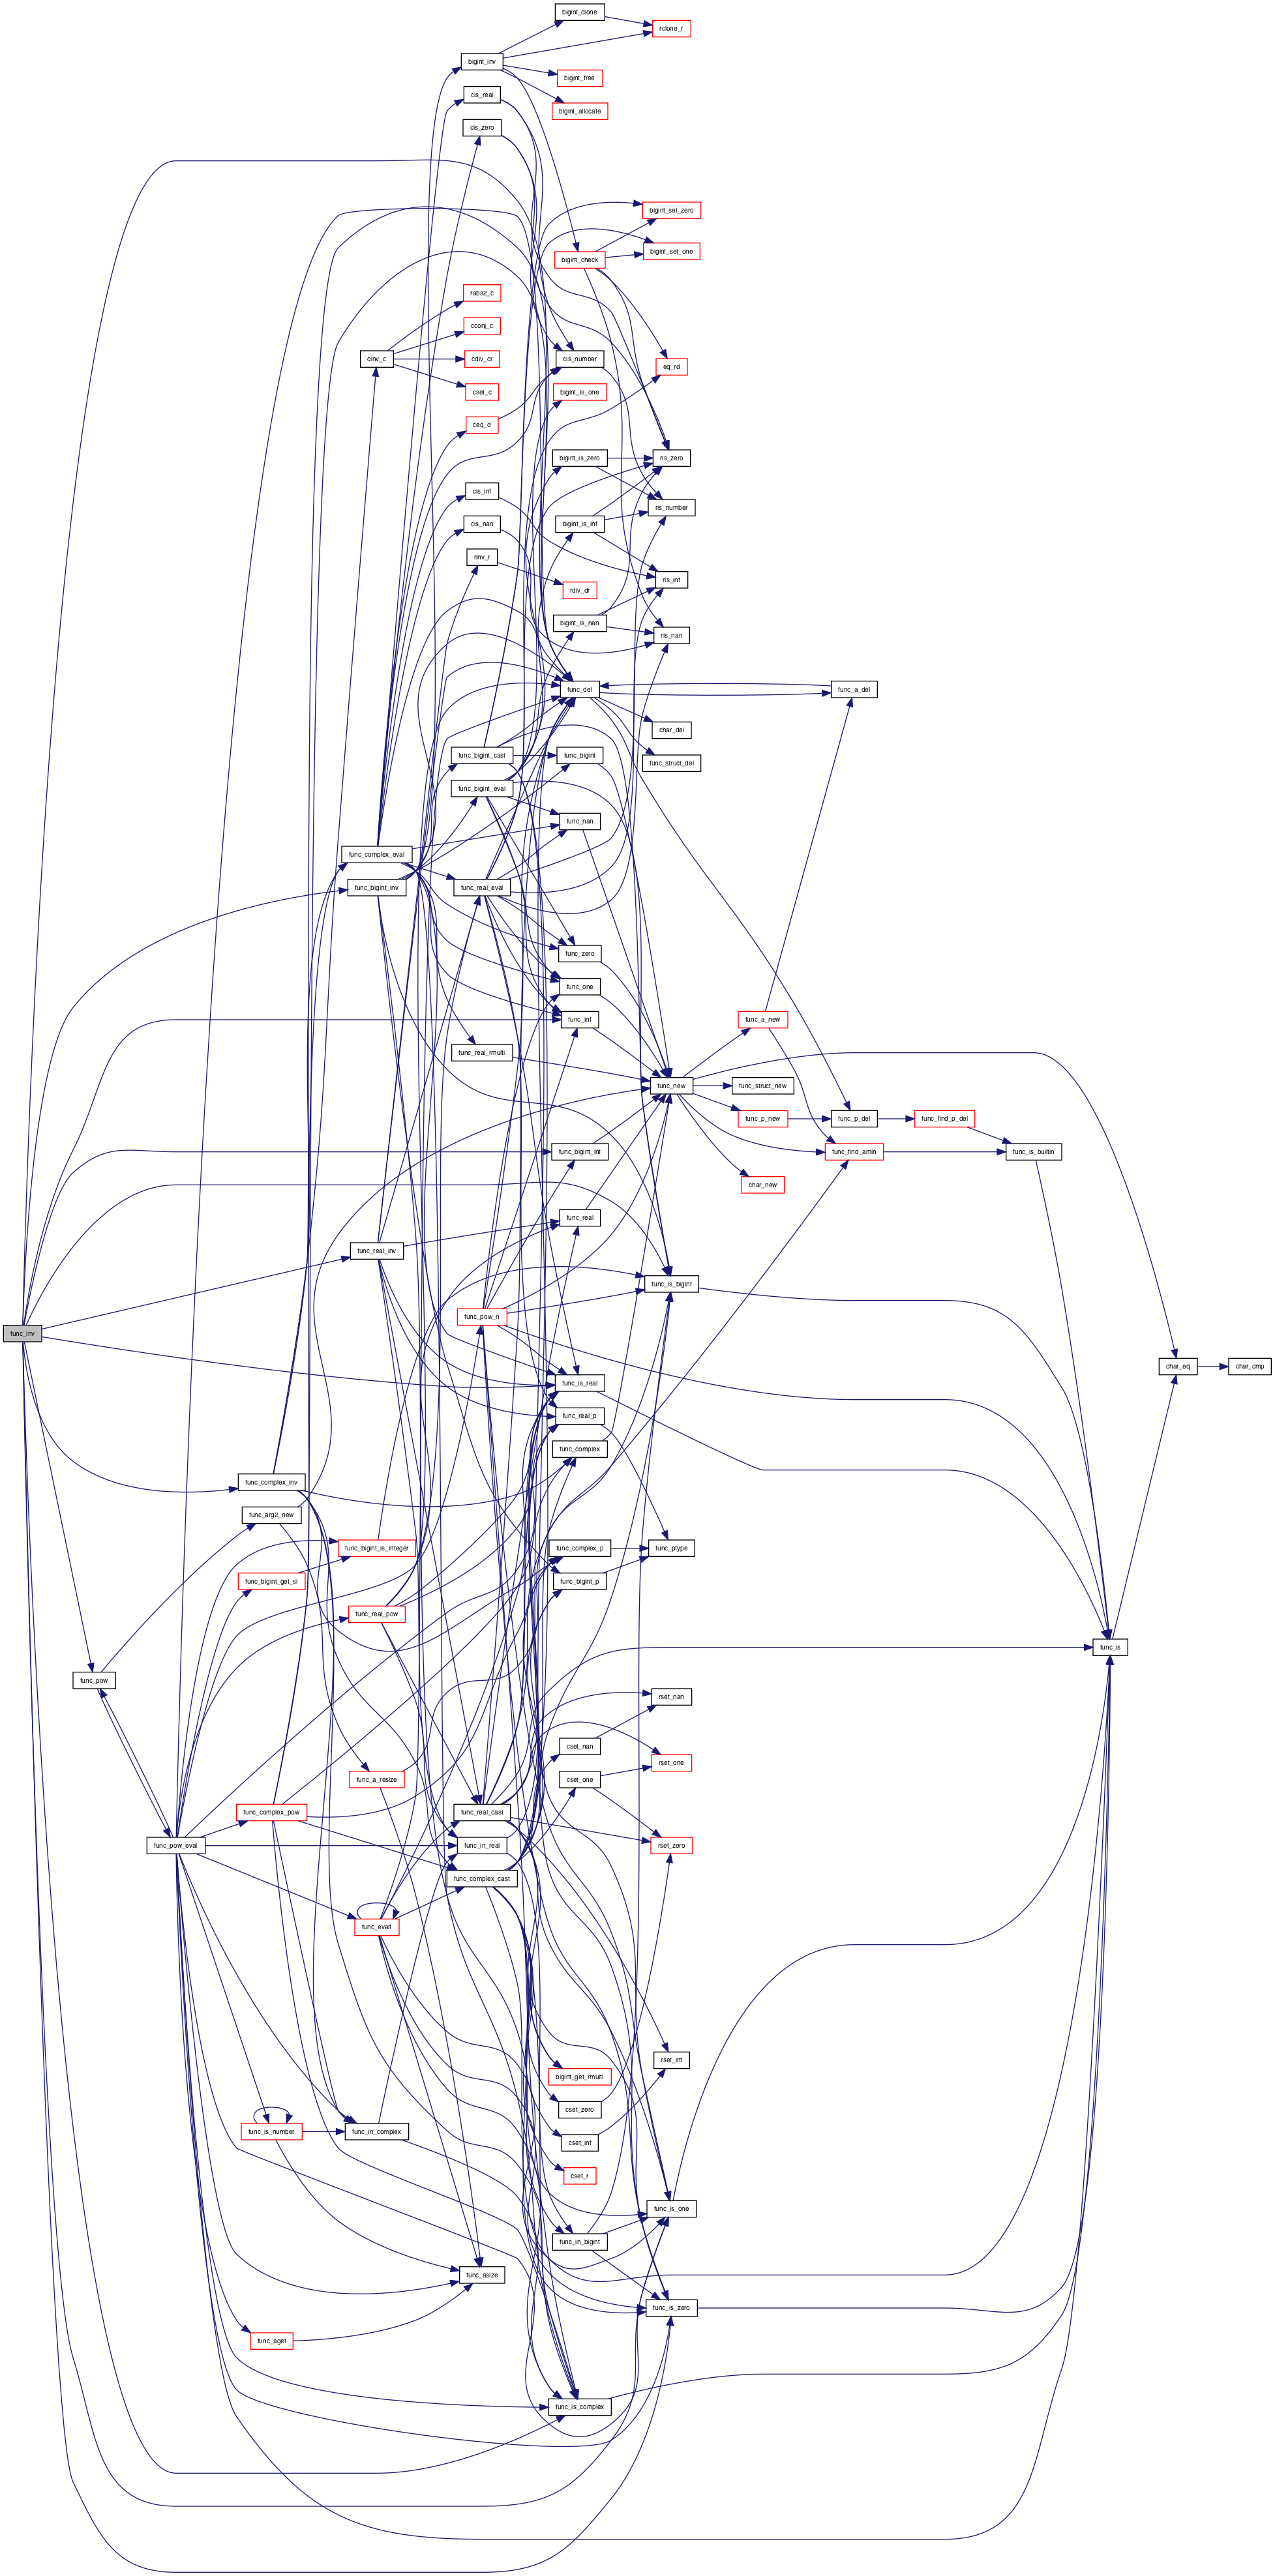 bigint_clone
rclone_r
bigint_inv
bigint_free
cis_real
bigint_allocate
cis_zero
bigint_set_zero
bigint_set_one
bigint_check
rabs2_c
cconj_c
cinv_c
cdiv_cr
cis_number
eq_rd
cset_c
bigint_is_one
ceq_d
bigint_is_zero
ris_zero
cis_inf
ris_number
cis_nan
bigint_is_inf
rinv_r
ris_inf
rdiv_dr
bigint_is_nan
ris_nan
func_del
func_a_del
char_del
func_bigint_cast
func_bigint
func_struct_del
func_bigint_eval
func_nan
func_complex_eval
func_bigint_inv
func_real_eval
func_zero
func_one
func_inf
func_a_new
func_real_rmulti
func_new
func_struct_new
func_p_new
func_p_del
func_find_p_del
func_bigint_int
func_find_amin
func_is_builtin
char_new
func_real
func_real_inv
func_is_bigint
func_pow_n
func_inv
char_eq
char_cmp
func_is_real
func_real_p
func_complex
func_complex_inv
func_arg2_new
func_bigint_is_integer
func_complex_p
func_ptype
func_bigint_get_si
func_bigint_p
func_real_pow
func_is
func_pow
rset_nan
cset_nan
rset_one
func_a_resize
cset_one
func_complex_pow
func_real_cast
func_pow_eval
func_in_real
rset_zero
func_complex_cast
func_evalf
rset_inf
bigint_get_rmulti
cset_zero
func_is_number
func_in_complex
cset_inf
cset_r
func_is_one
func_in_bigint
func_asize
func_is_zero
func_aget
func_is_complex